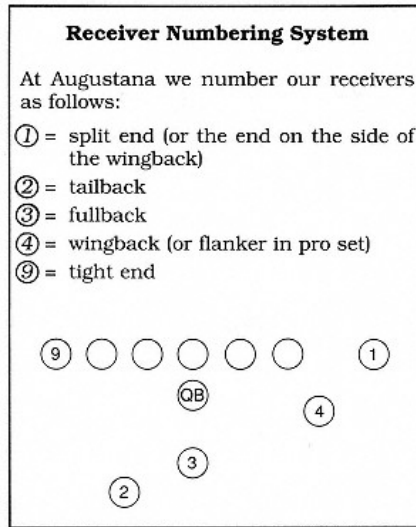 Receiver Numbering System
At Augustana we number our receivers
as follows:
① = split end (or the end on the side of
the wingback)
② = tailback
③ = fullback
④ = wingback (or flanker in pro set)
⑨ = tight end
9 1
QB
4
3
2